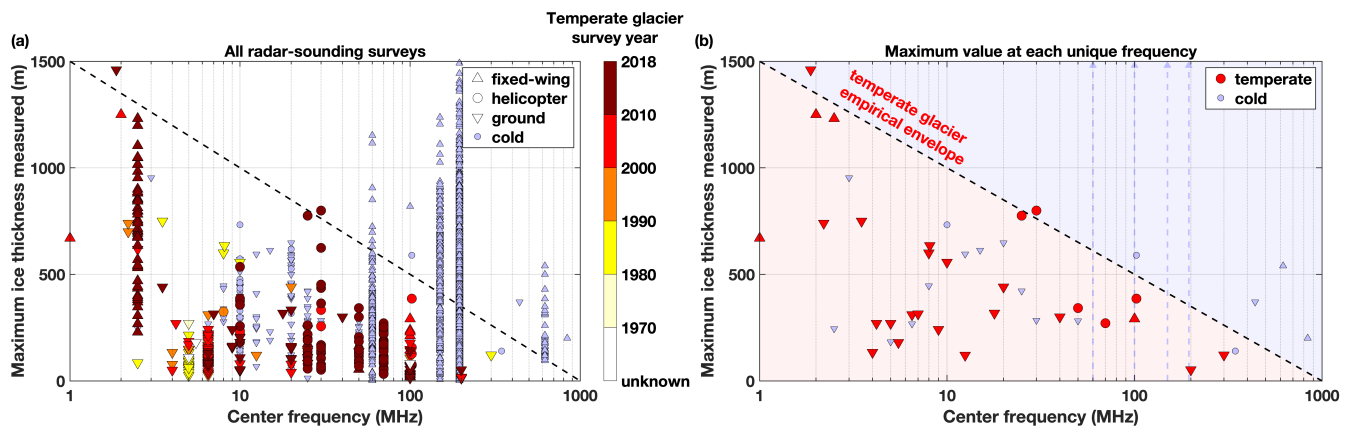 (a)
All radar-sounding surveys
Temperate glacier
survey year
Maximum ice thickness measured (m)
1500
1000
500
0
1
10
100
1000
Center frequency (MHz)
fixed-wing
helicopter
ground
cold
2018
2010
2000
1990
1980
1970
unknown
(b)
Maximum value at each unique frequency
Maximum ice thickness measured (m)
1500
1000
500
0
1
10
100
1000
Center frequency (MHz)
temperate glacier
empirical envelope
temperate
cold